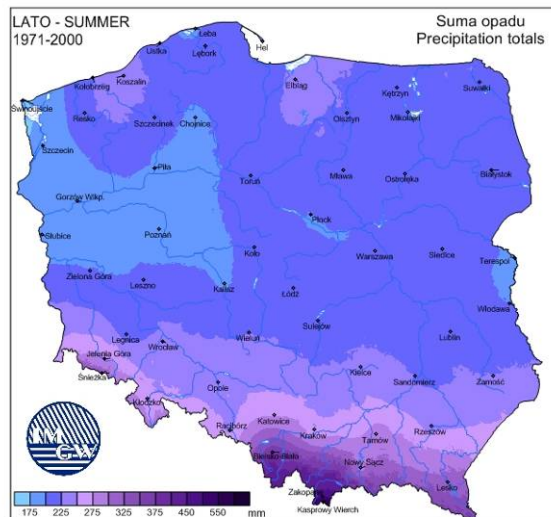 LATO - SUMMER
1971-2000
Suma opadu
Precipitation totals
Łeba
Hel
Ustka
Lębork
Koszalin
Kołobrzeg
Elbląg
Kętrzyn
Suwałki
Świnoujście
Resko
Szczecinek
Chojnice
Olsztyn
Mikołajki
Szczecin
Piła
Toruń
Mława
Ostrołęka
Białystok
Gorzów Wlkp.
Płock
Słubice
Poznań
Koło
Warszawa
Siedlce
Terespol
Zielona Góra
Leszno
Kalisz
Łódź
Włodawa
Sulejów
Legnica
Wrocław
Wieluń
Lublin
Jelenia Góra
Śnieżka
Kielce
Opole
Sandomierz
Zamość
Kłodzko
Katowice
Racibórz
Kraków
Tarnów
Rzeszów
Bielsko-Biała
Nowy Sącz
Lesko
Zakopane
Kasprowy Wierch
IMGW
175 225 275 325 375 450 550 mm